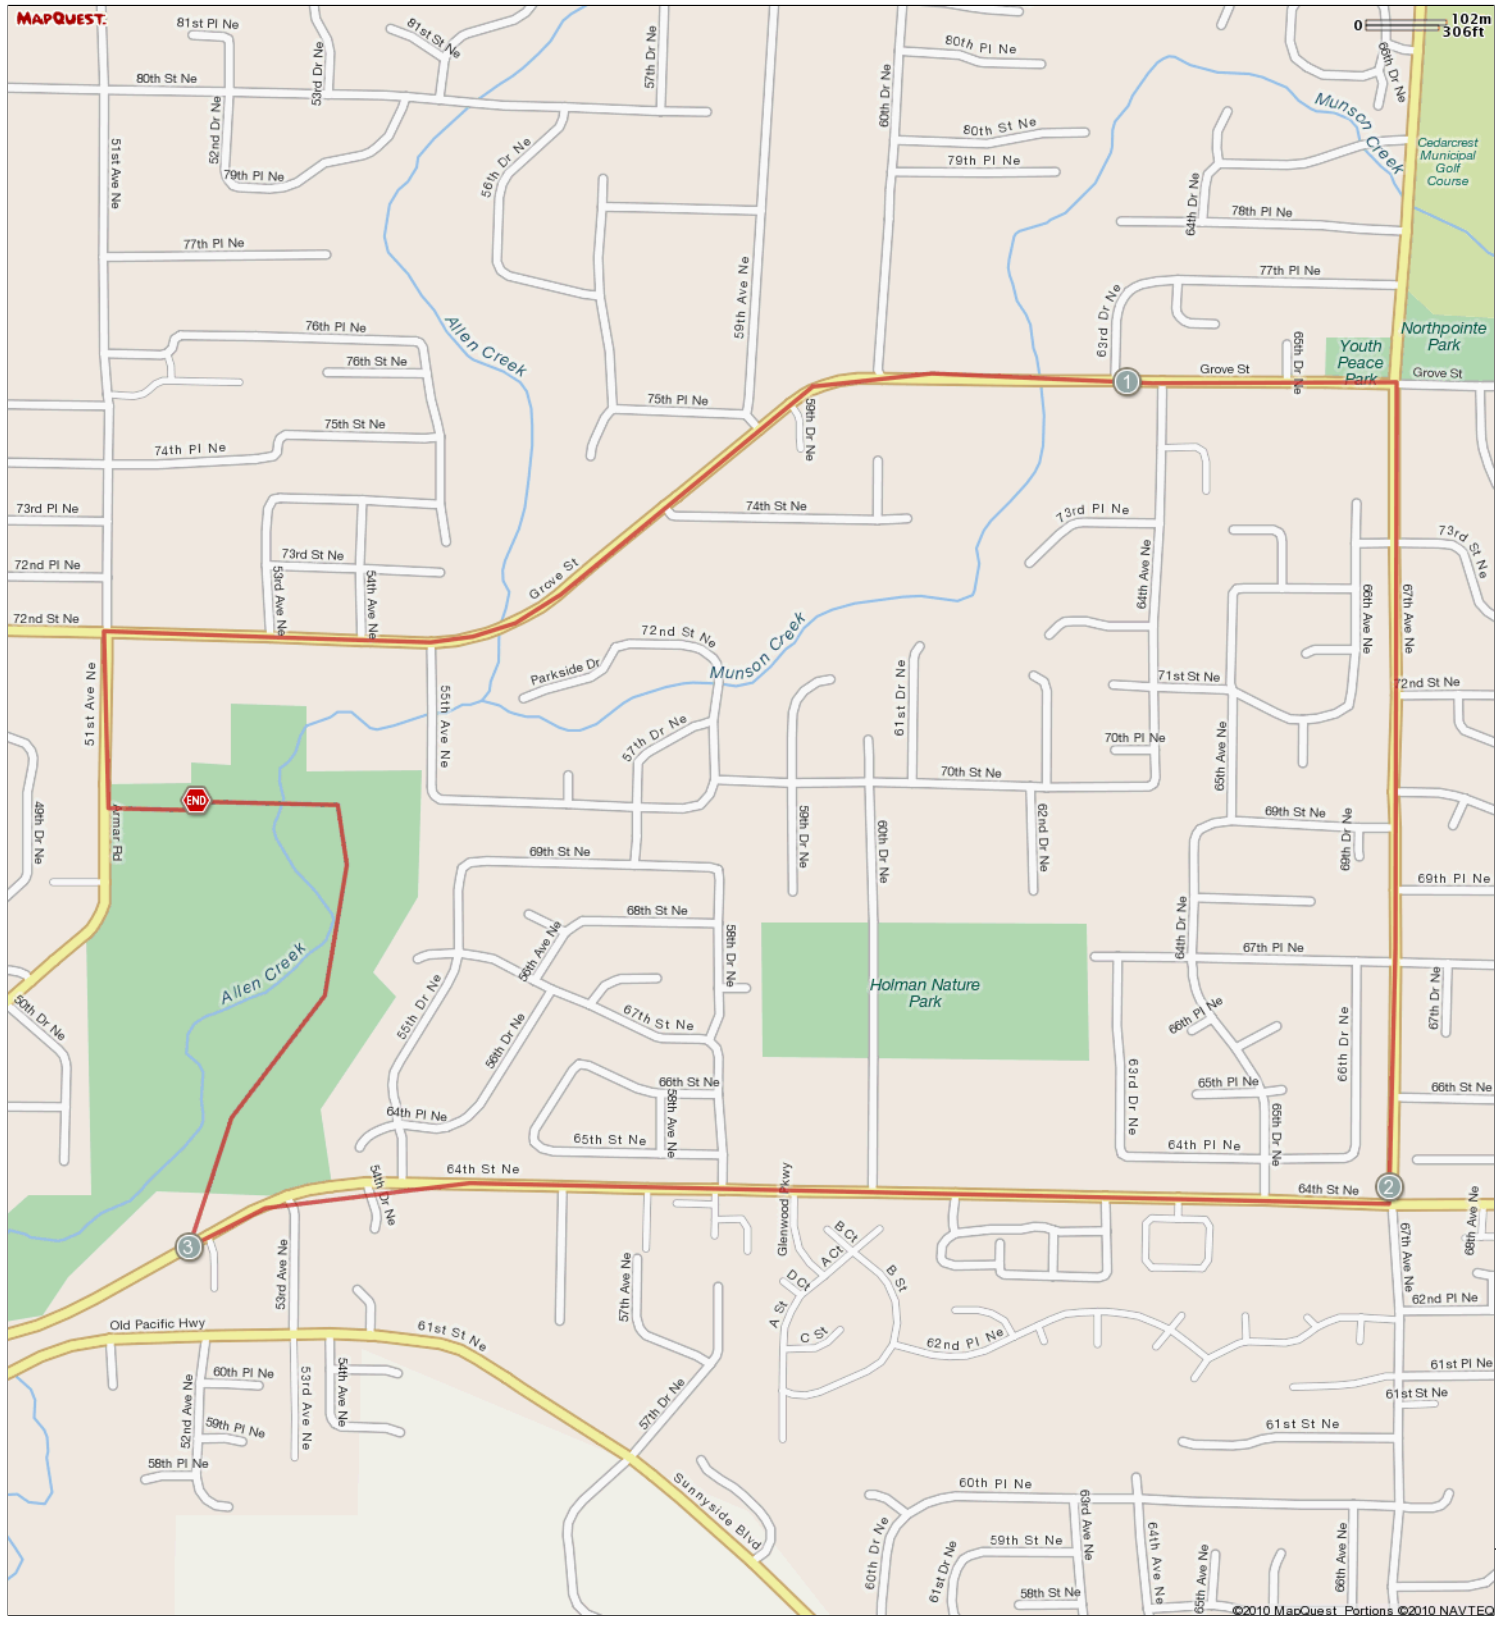 MAPQUEST.
0 102m
306ft
81st Pl Ne
81st St Ne
53rd Dr Ne
57th Dr Ne
80th Pl Ne
66th Dr Ne
80th St Ne
52nd Dr Ne
60th Dr Ne
Munson Creek
80th St Ne
79th Pl Ne
51st Ave Ne
79th Pl Ne
56th Dr Ne
Cedarcrest
Municipal
Golf
Course
64th Dr Ne
78th Pl Ne
77th Pl Ne
59th Ave Ne
77th Pl Ne
63rd Dr Ne
76th Pl Ne
Allen Creek
76th St Ne
Northpointe
Park
Youth
Peace
Park
65th Dr Ne
1
Grove St
Grove St
75th Pl Ne
59th Dr Ne
75th St Ne
74th Pl Ne
73rd Pl Ne
74th St Ne
73rd Pl Ne
73rd St Ne
73rd St Ne
72nd Pl Ne
53rd Ave Ne
54th Ave Ne
Grove St
64th Ave Ne
66th Ave Ne
67th Ave Ne
72nd St Ne
72nd St Ne
Parkside Dr
Munson Creek
51st Ave Ne
55th Ave Ne
57th Dr Ne
61st Dr Ne
71st St Ne
72nd St Ne
70th Pl Ne
65th Ave Ne
70th St Ne
END
Armar Rd
49th Dr Ne
59th Dr Ne
60th Dr Ne
62nd Dr Ne
69th St Ne
69th Dr Ne
69th St Ne
69th Pl Ne
68th St Ne
56th Ave Ne
58th Dr Ne
64th Dr Ne
67th Pl Ne
Allen Creek
Holman Nature
Park
50th Dr Ne
55th Dr Ne
56th Dr Ne
67th St Ne
66th Pl Ne
66th Dr Ne
67th Dr Ne
66th St Ne
58th Ave Ne
63rd Dr Ne
65th Pl Ne
66th St Ne
64th Pl Ne
65th St Ne
65th Dr Ne
64th Pl Ne
54th Dr Ne
64th St Ne
Glenwood Pkwy
64th St Ne
2
3
53rd Ave Ne
57th Ave Ne
B Ct
A Ct
D Ct
B St
A St
C St
67th Ave Ne
68th Ave Ne
62nd Pl Ne
Old Pacific Hwy
61st St Ne
62nd Pl Ne
61st Pl Ne
60th Pl Ne
52nd Ave Ne
53rd Ave Ne
54th Ave Ne
57th Dr Ne
61st St Ne
59th Pl Ne
61st St Ne
58th Pl Ne
Sunnyside Blvd
60th Pl Ne
60th Dr Ne
61st Dr Ne
59th St Ne
63rd Ave Ne
64th Ave Ne
65th Ave Ne
66th Ave Ne
58th St Ne
©2010 MapQuest Portions ©2010 NAVTEQ